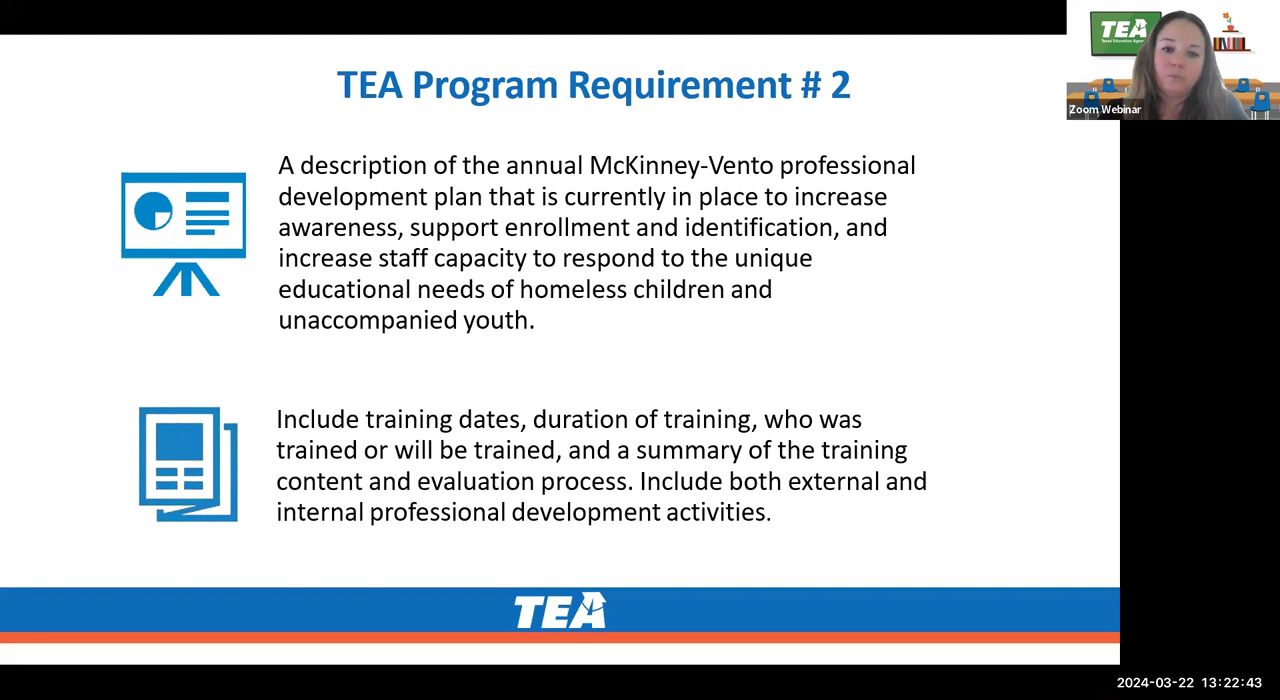 TEA Program Requirement # 2
TEA
Texas Education Agency
Zoom Webinar
A description of the annual McKinney-Vento professional
development plan that is currently in place to increase
awareness, support enrollment and identification, and
increase staff capacity to respond to the unique
educational needs of homeless children and
unaccompanied youth.
Include training dates, duration of training, who was
trained or will be trained, and a summary of the training
content and evaluation process. Include both external and
internal professional development activities.
TEA
2024-03-22 13:22:43